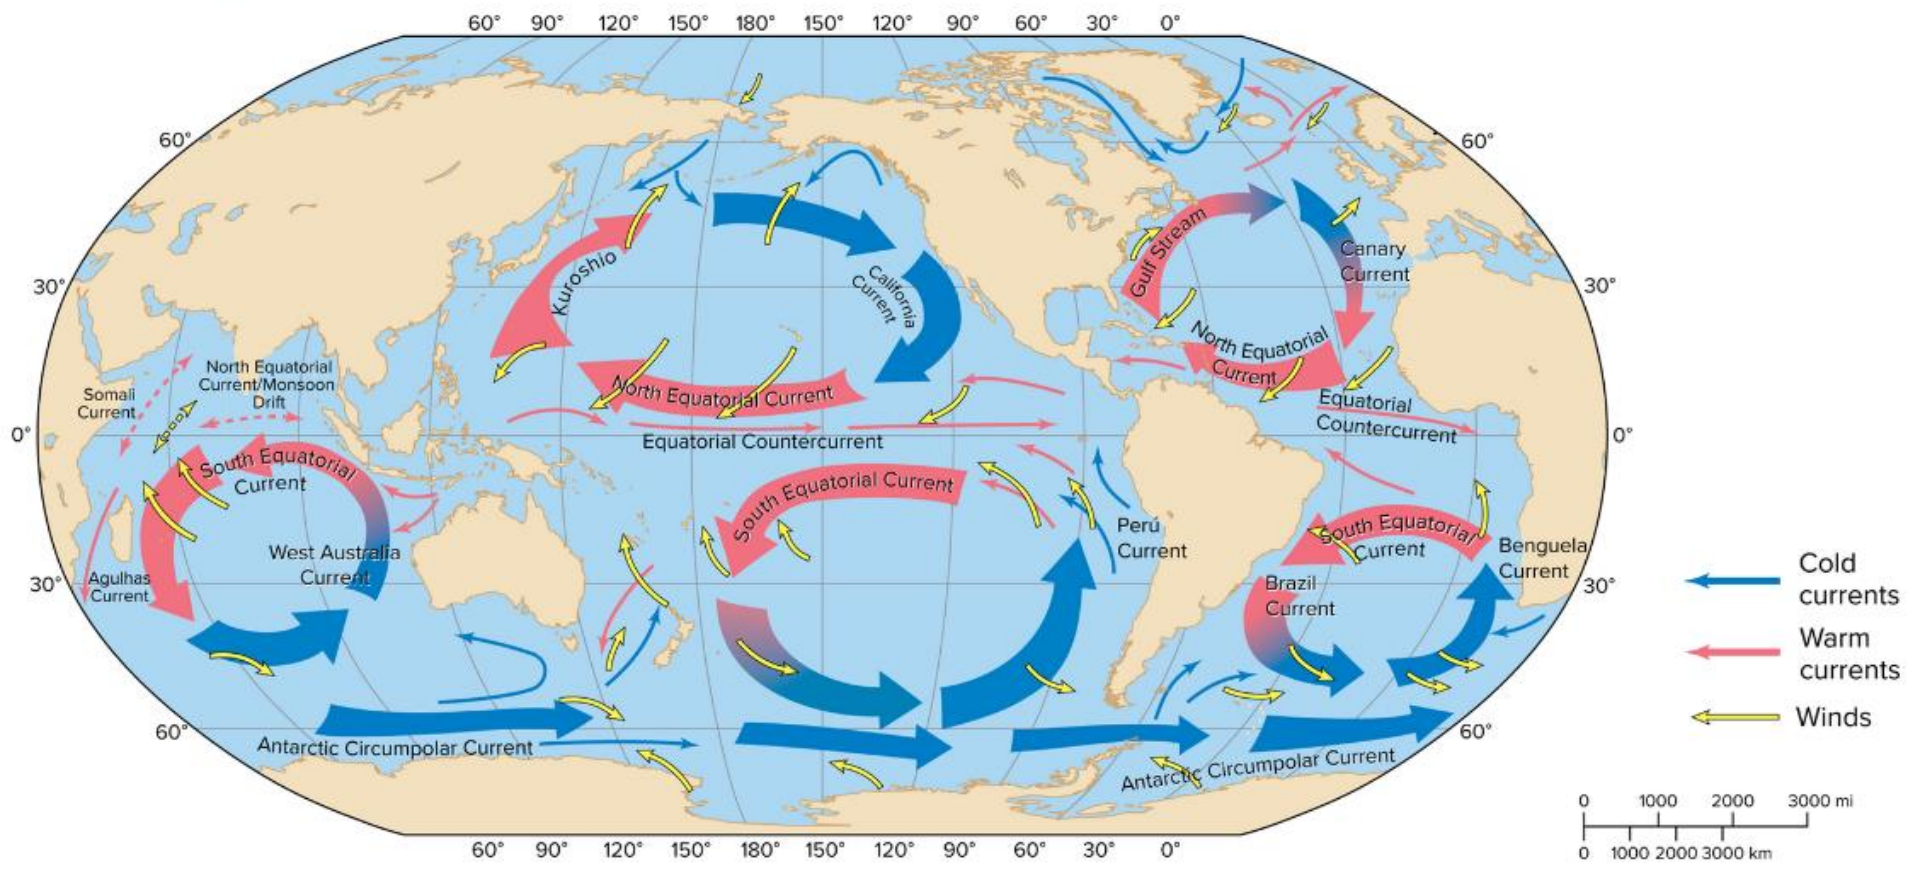 60° 90° 120° 150° 180° 150° 120° 90° 60° 30° 0°
60°
60°
30°
30°
0°
0°
30°
30°
60°
60°
Kuroshio
California
Current
Gulf Stream
Canary
Current
North Equatorial
Current
North Equatorial Current
Equatorial
Countercurrent
Equatorial Countercurrent
Somali
Current
North Equatorial
Current/Monsoon
Drift
South Equatorial
Current
West Australia
Current
Agulhas
Current
South Equatorial Current
Perú
Current
South Equatorial
Current
Benguela
Current
Brazil
Current
Antarctic Circumpolar Current
Antarctic Circumpolar Current
60° 90° 120° 150° 180° 150° 120° 90° 60° 30° 0°
Cold
currents
Warm
currents
Winds
0 1000 2000 3000 mi
0 1000 2000 3000 km